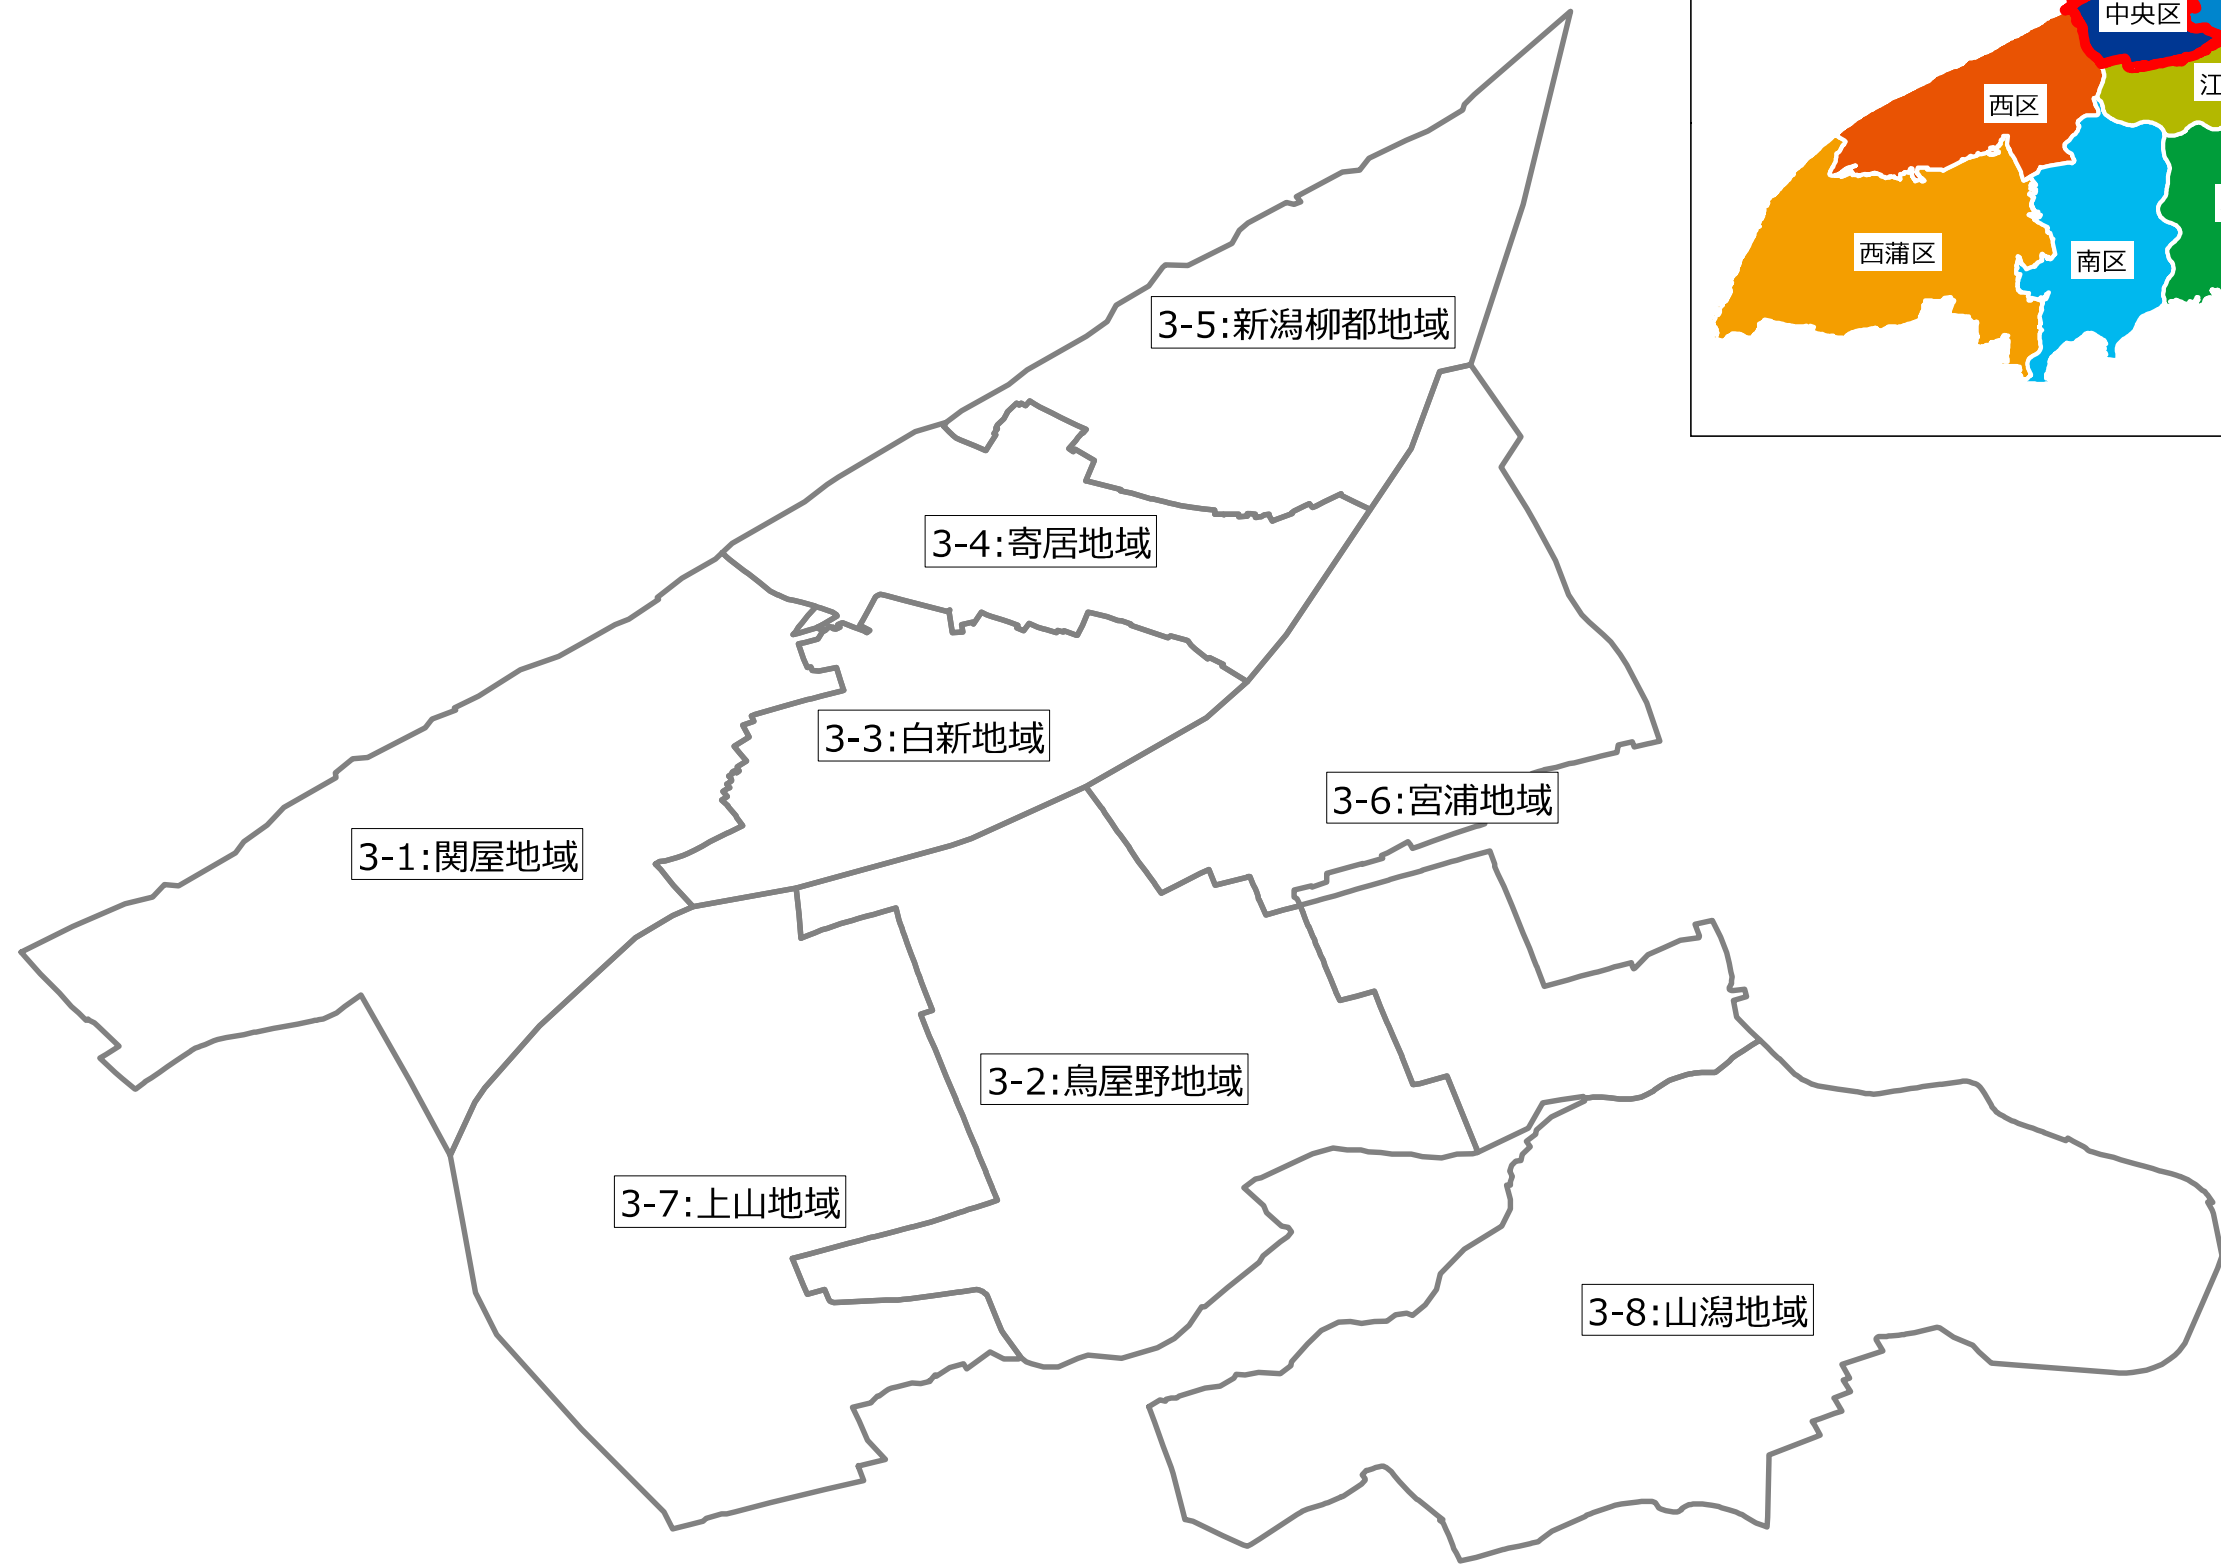 中央区
西区
江
西蒲区
南区
3-5:新潟柳都地域
3-4:寄居地域
3-3:白新地域
3-6:宮浦地域
3-1:関屋地域
3-2:鳥屋野地域
3-7:上山地域
3-8:山潟地域